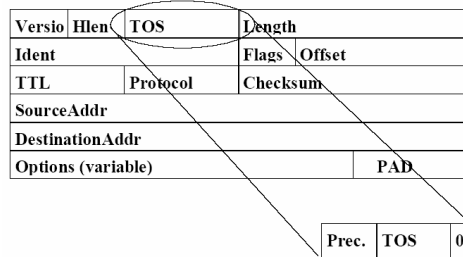 Versio Hlen TOS Length
Ident Flags Offset
TTL Protocol Checksum
SourceAddr
DestinationAddr
Options (variable) PAD
Prec. TOS 0